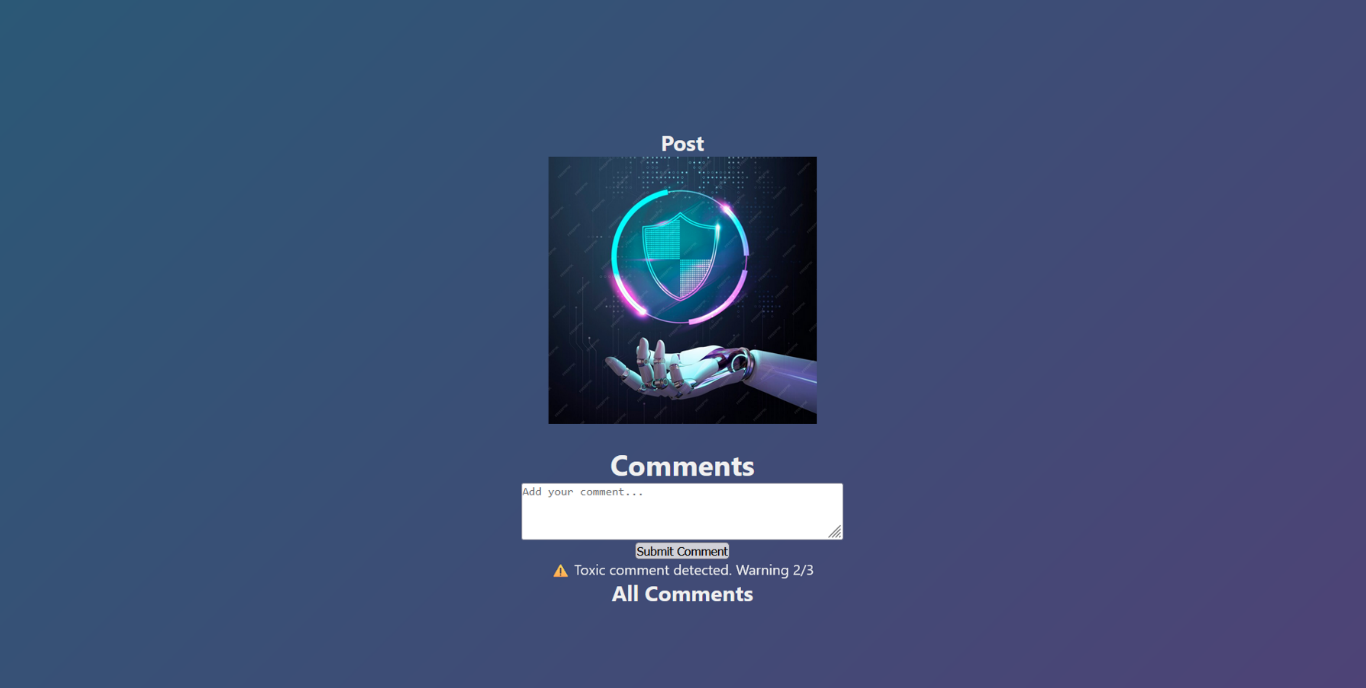 Post
Comments
Add your comment...
Submit Comment
⚠ Toxic comment detected. Warning 2/3
All Comments